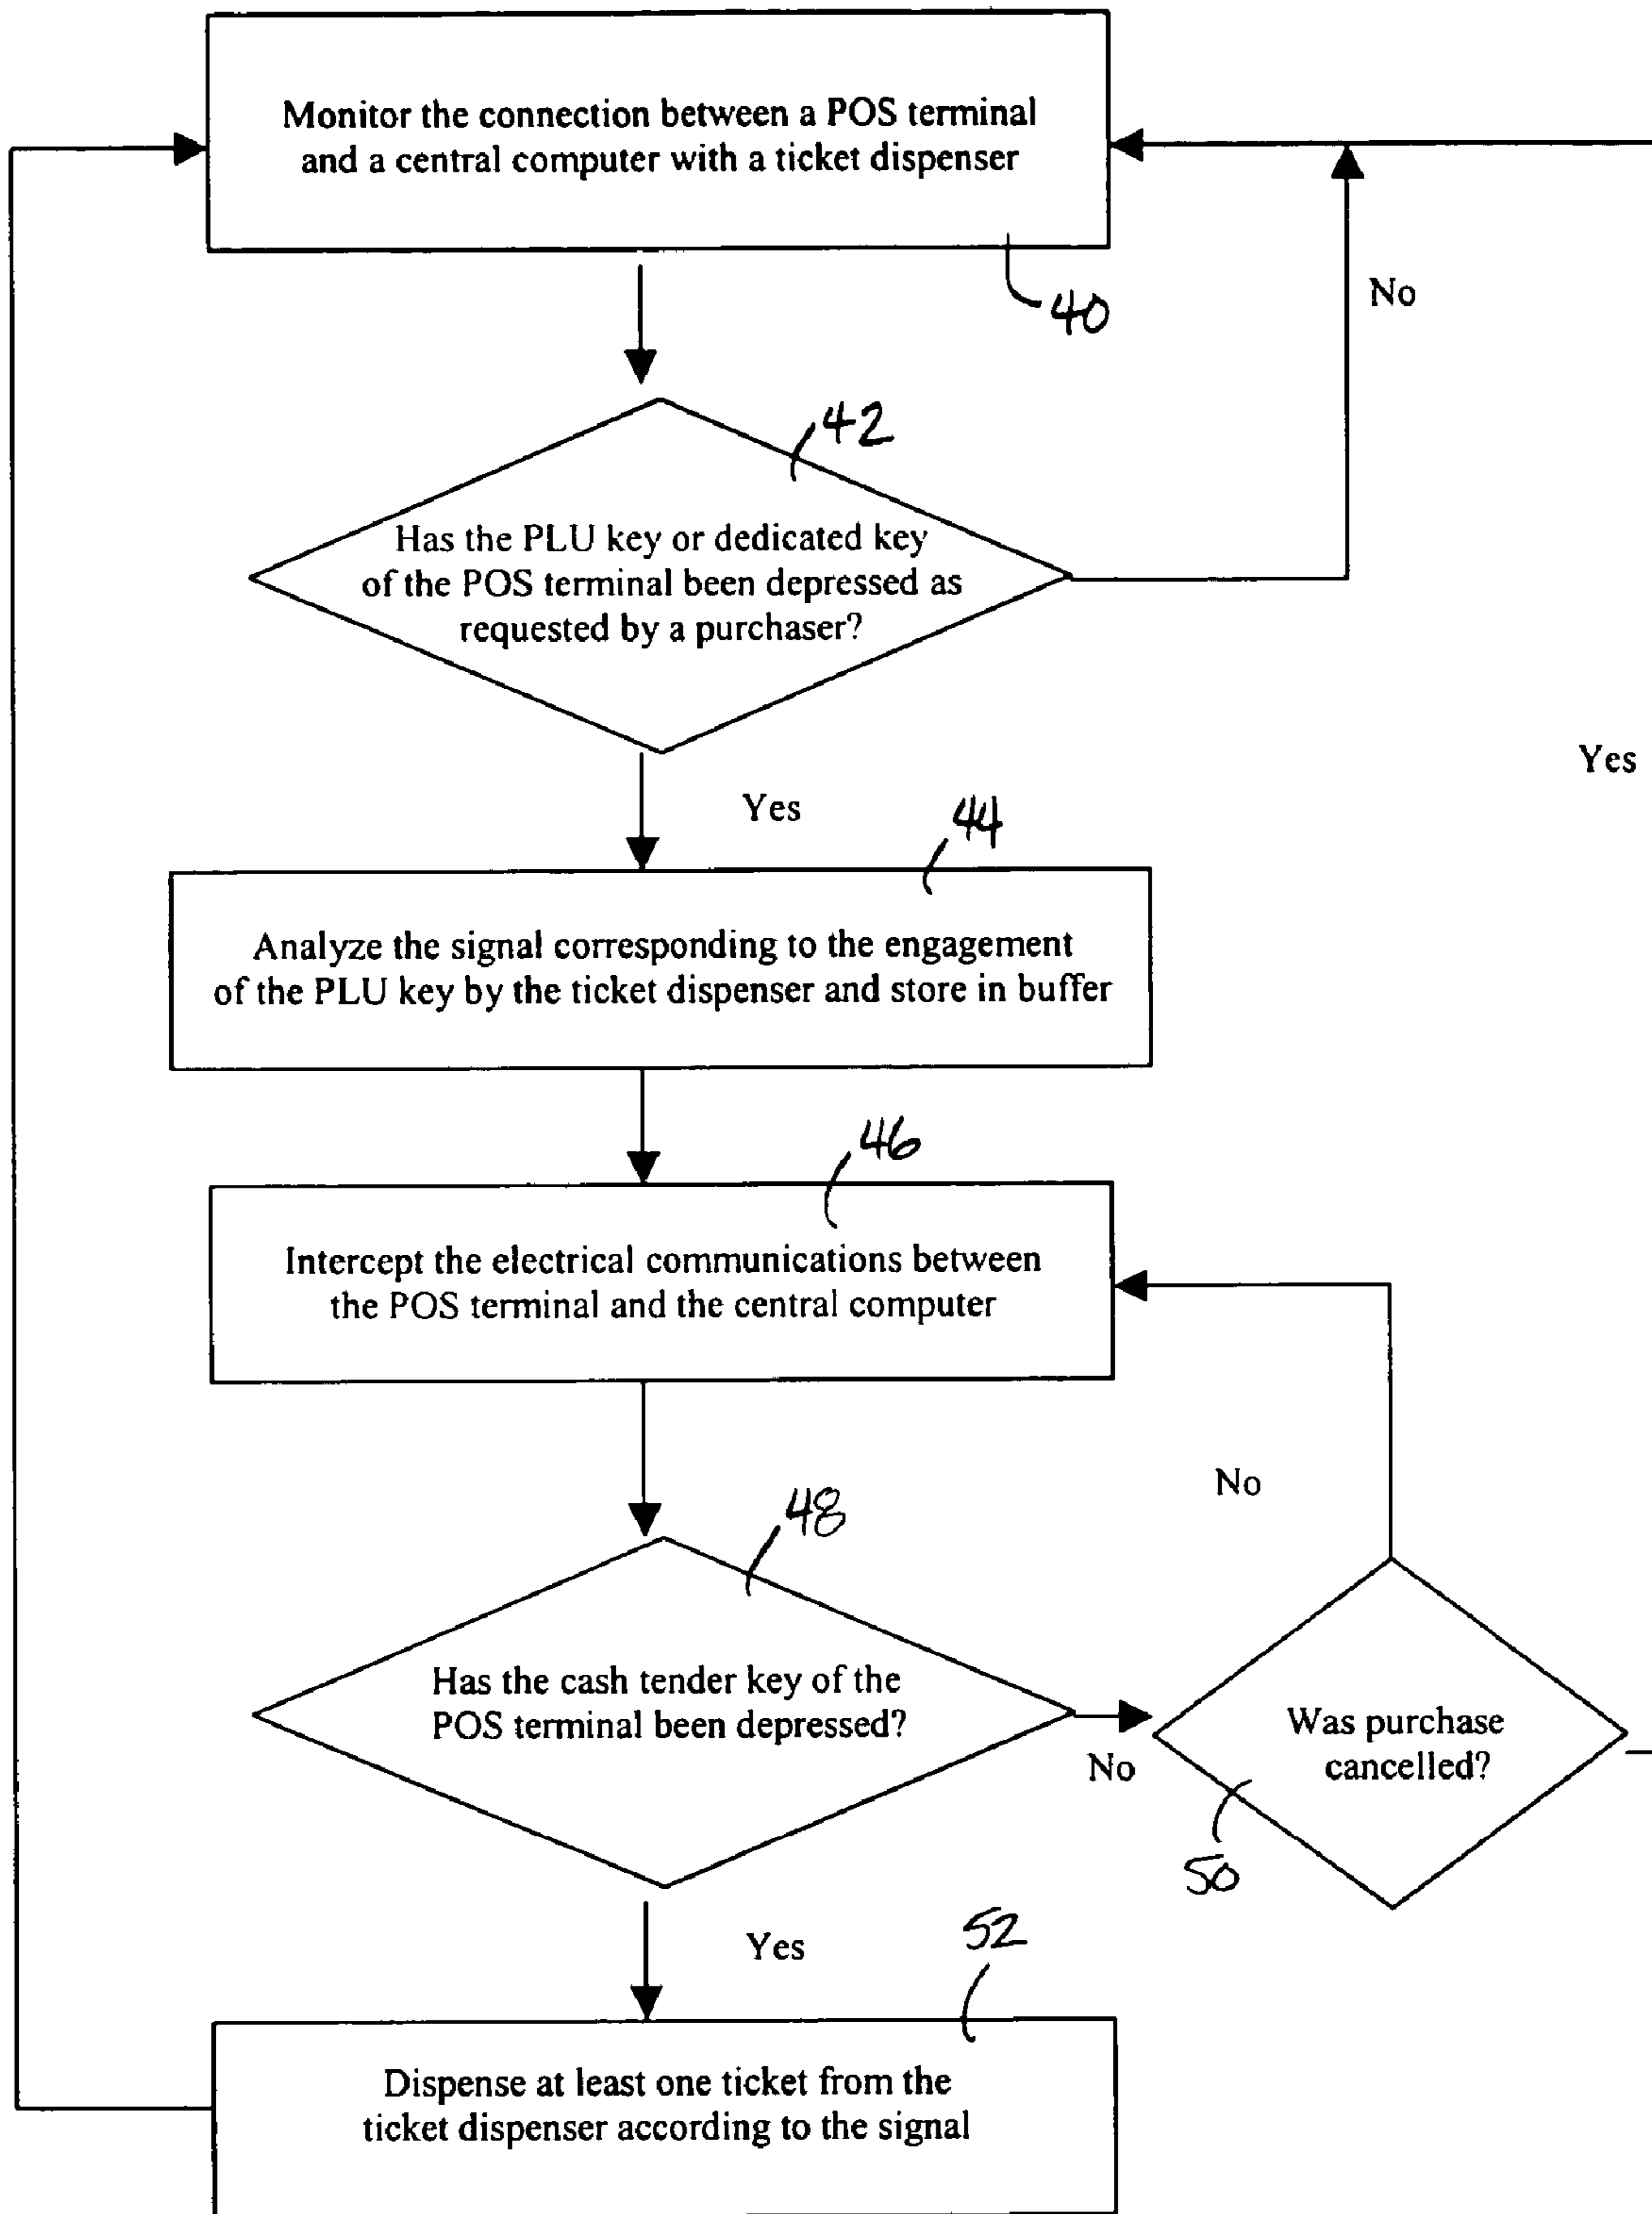 Monitor the connection between a POS terminal
and a central computer with a ticket dispenser
40
No
42
Has the PLU key or dedicated key
of the POS terminal been depressed as
requested by a purchaser?
Yes
Yes
44
Analyze the signal corresponding to the engagement
of the PLU key by the ticket dispenser and store in buffer
46
Intercept the electrical communications between
the POS terminal and the central computer
No
48
Has the cash tender key of the
POS terminal been depressed?
No
Was purchase
cancelled?
50
Yes
52
Dispense at least one ticket from the
ticket dispenser according to the signal